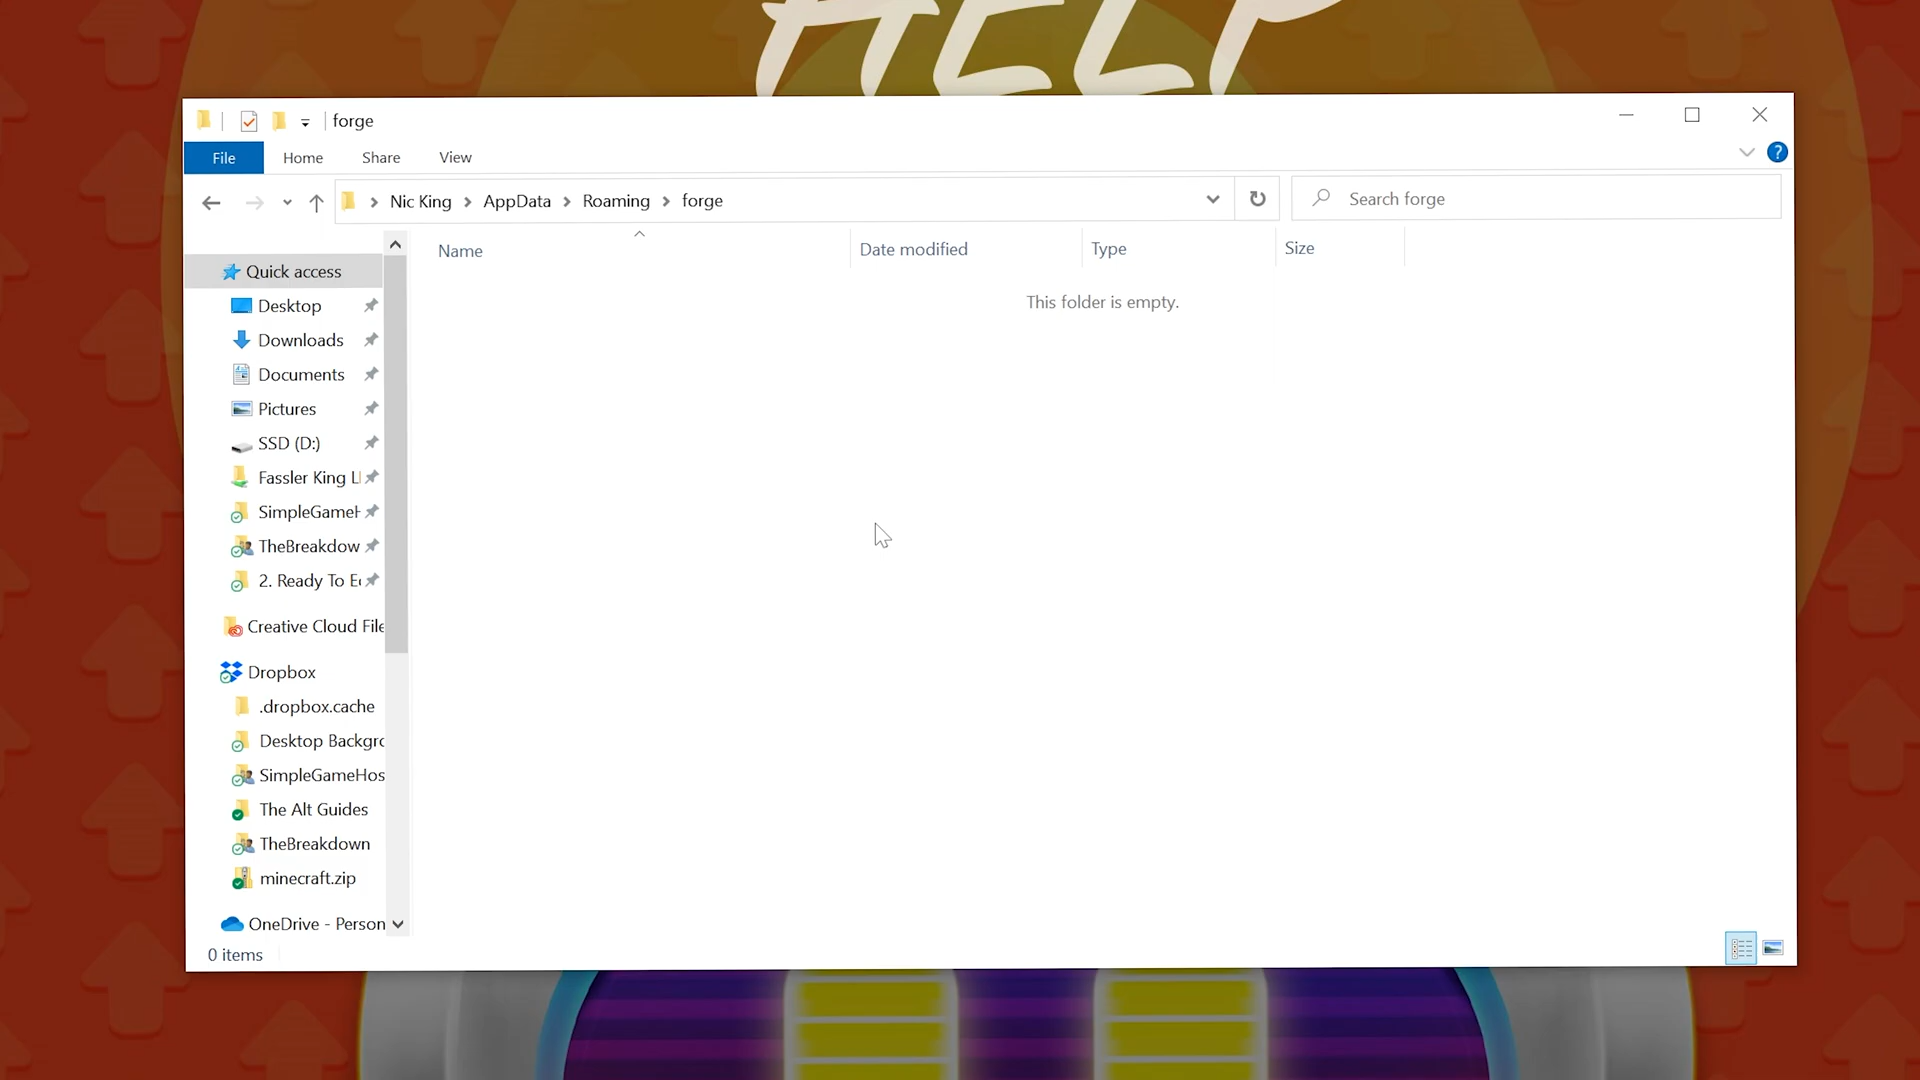 HELP
forge
File Home Share View
?
Nic King AppData Roaming forge
Search forge
Name Date modified Type Size
This folder is empty.
Quick access
Desktop
Downloads
Documents
Pictures
SSD (D:)
Fassler King L
SimpleGameH
TheBreakdow
2. Ready To E
Creative Cloud File
Dropbox
.dropbox.cache
Desktop Backgr
SimpleGameHos
The Alt Guides
TheBreakdown
minecraft.zip
OneDrive - Person
0 items